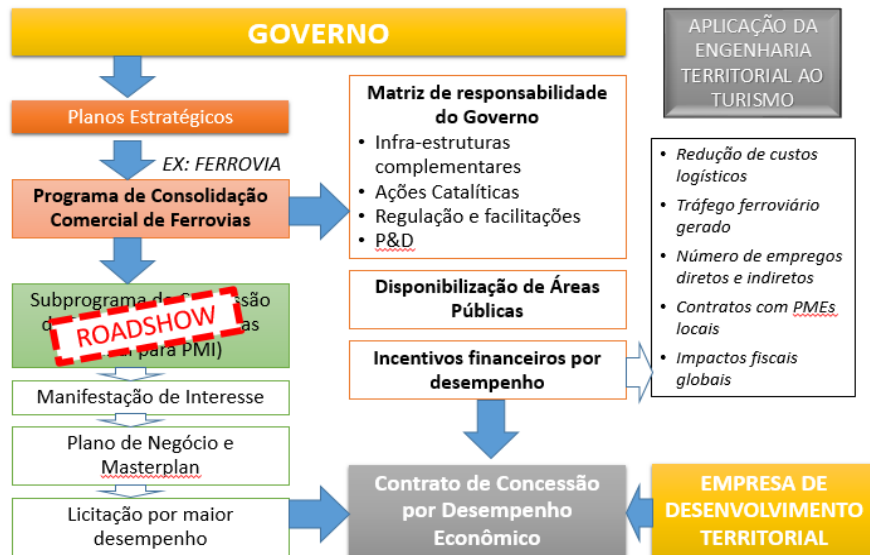 GOVERNO
APLICAÇÃO DA
ENGENHARIA
TERRITORIAL AO
TURISMO
Planos Estratégicos
EX: FERROVIA
Programa de Consolidação
Comercial de Ferrovias
Matriz de responsabilidade
do Governo
• Infra-estruturas
complementares
• Ações Catalíticas
• Regulação e facilitações
• P&D
• Redução de custos
logísticos
• Tráfego ferroviário
gerado
• Número de empregos
diretos e indiretos
• Contratos com PMEs
locais
• Impactos fiscais
globais
Subprograma de
ROADSHOW
para PMI)
Disponibilização de Áreas
Públicas
Incentivos financeiros por
desempenho
Manifestação de Interesse
Plano de Negócio e
Masterplan
Licitação por maior
desempenho
Contrato de Concessão
por Desempenho
Econômico
EMPRESA DE
DESENVOLVIMENTO
TERRITORIAL